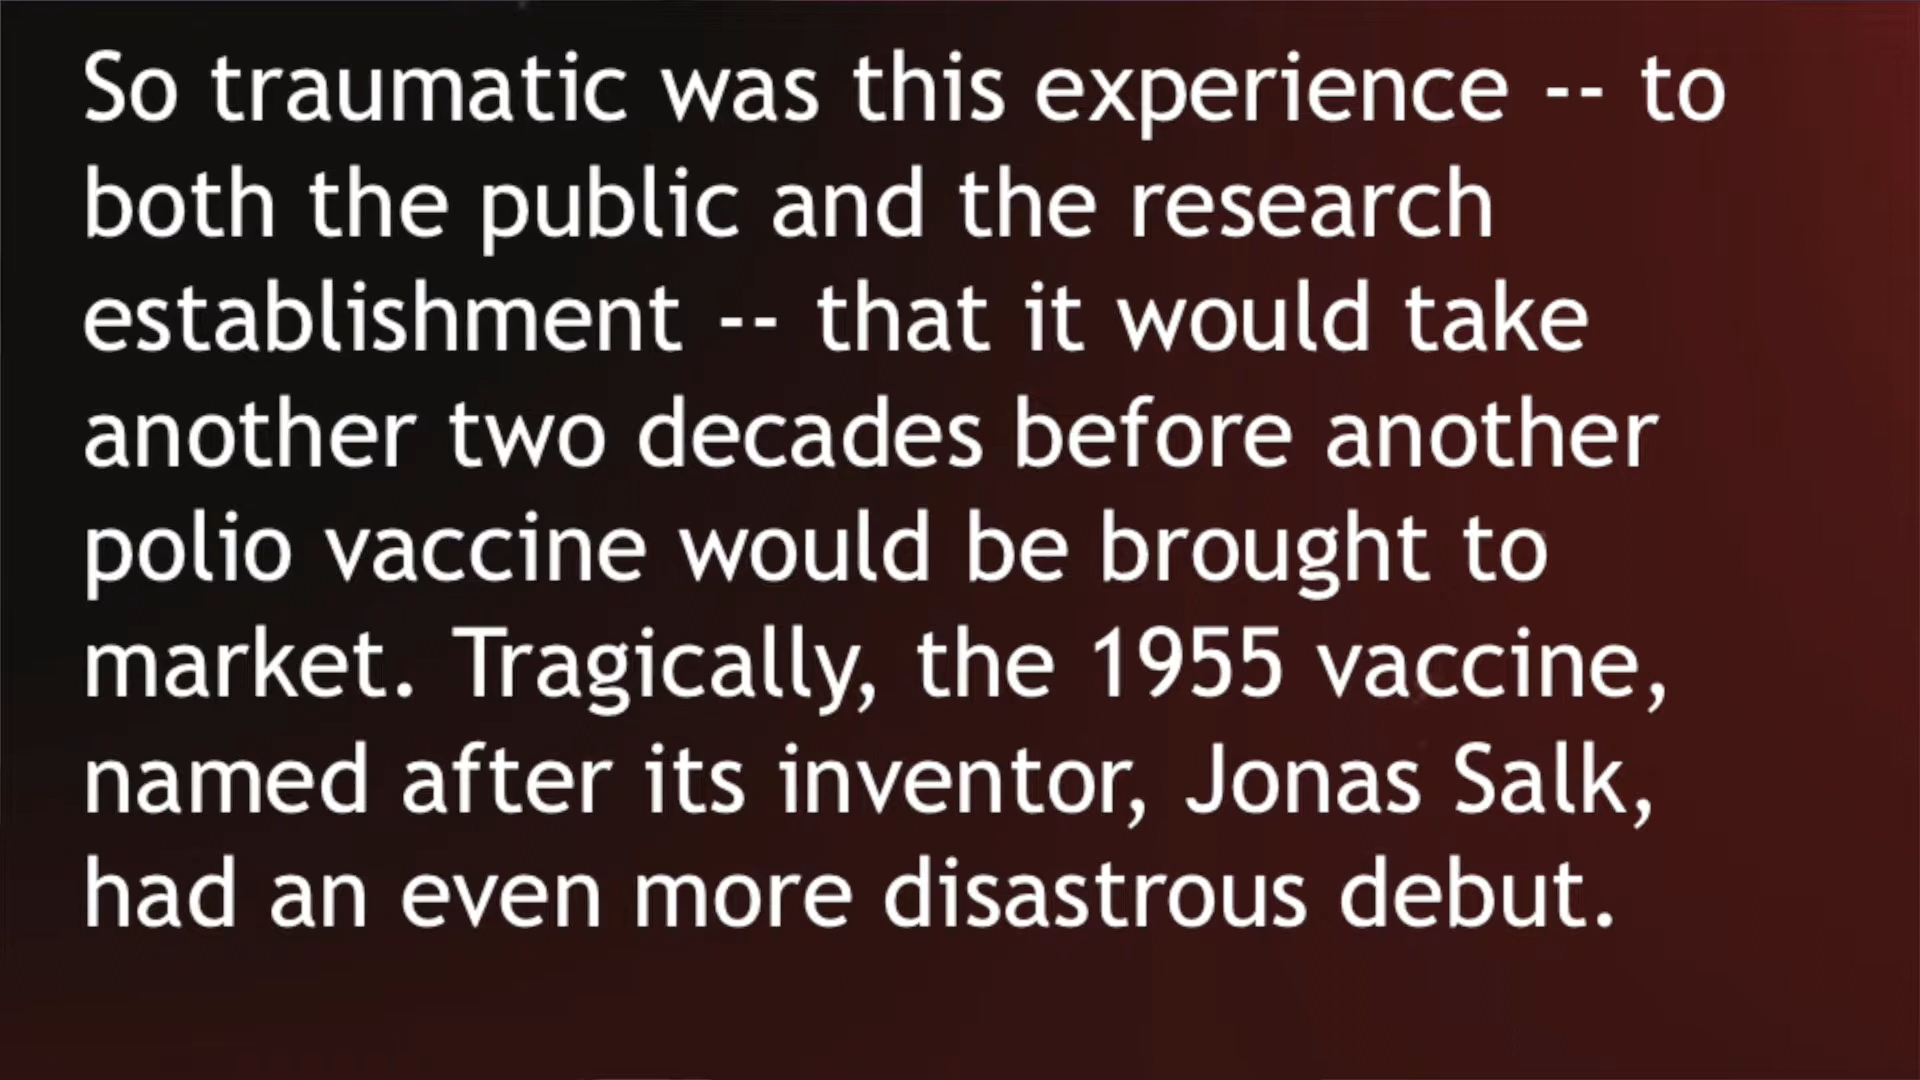 So traumatic was this experience -- to
both the public and the research
establishment -- that it would take
another two decades before another
polio vaccine would be brought to
market. Tragically, the 1955 vaccine,
named after its inventor, Jonas Salk,
had an even more disastrous debut.